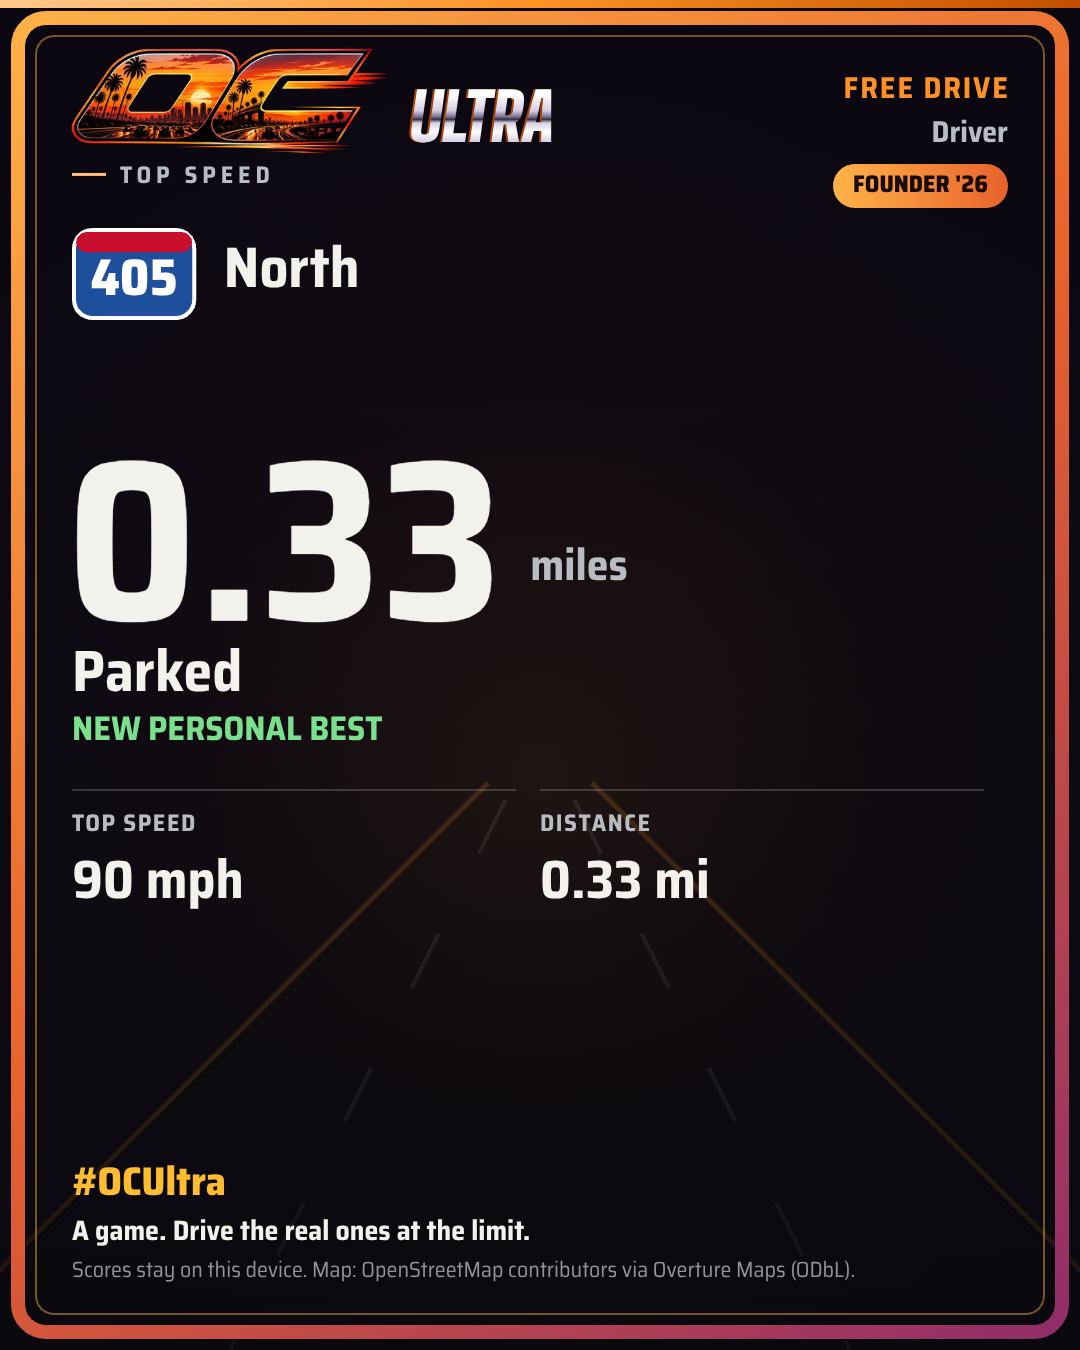 OC ULTRA
FREE DRIVE
Driver
FOUNDER '26
TOP SPEED
405 North
0.33 miles
Parked
NEW PERSONAL BEST
TOP SPEED
90 mph
DISTANCE
0.33 mi
#OCUltra
A game. Drive the real ones at the limit.
Scores stay on this device. Map: OpenStreetMap contributors via Overture Maps (ODbL).